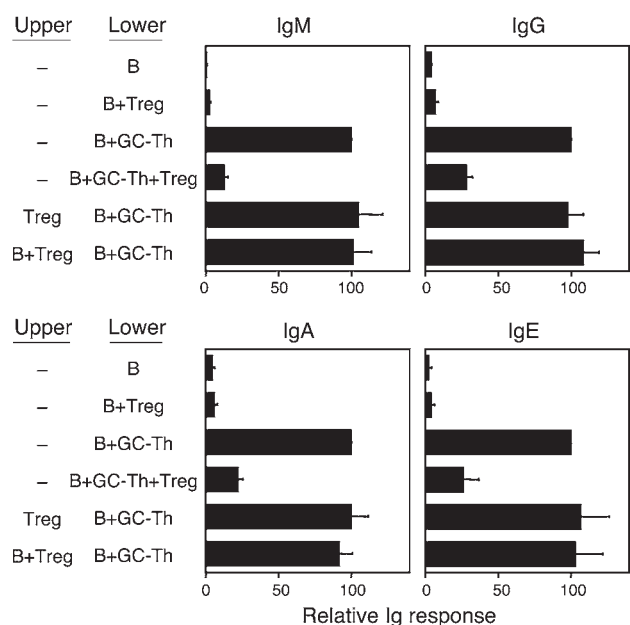 Upper Lower IgM IgG
– B
– B+Treg
– B+GC-Th
– B+GC-Th+Treg
Treg B+GC-Th
B+Treg B+GC-Th
0 50 100 0 50 100
Upper Lower IgA IgE
– B
– B+Treg
– B+GC-Th
– B+GC-Th+Treg
Treg B+GC-Th
B+Treg B+GC-Th
0 50 100 0 50 100
Relative Ig response